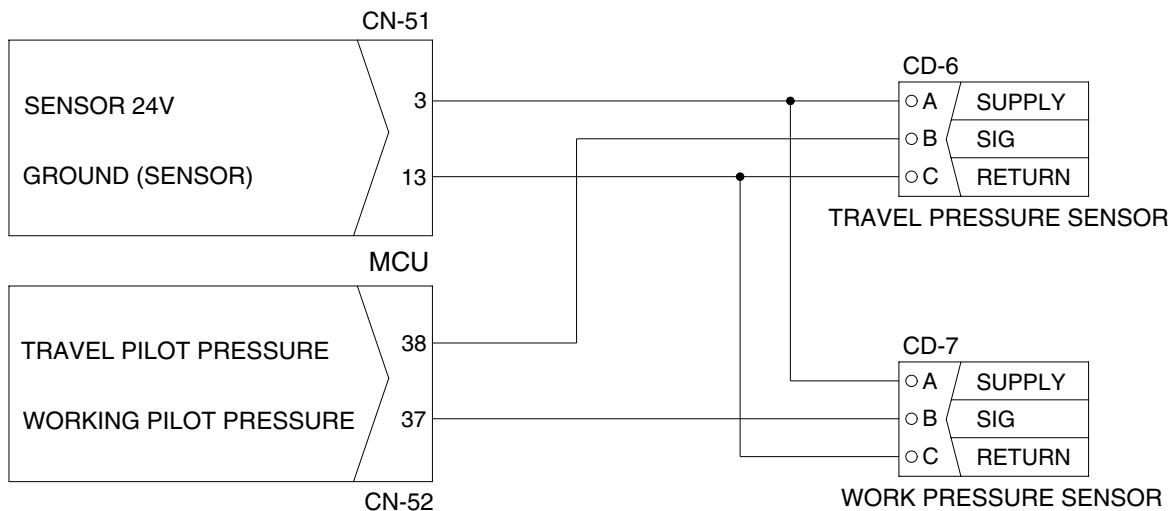 CN-51
SENSOR 24V
3
GROUND (SENSOR)
13
MCU
TRAVEL PILOT PRESSURE
38
WORKING PILOT PRESSURE
37
CN-52
CD-6
A SUPPLY
B SIG
C RETURN
TRAVEL PRESSURE SENSOR
CD-7
A SUPPLY
B SIG
C RETURN
WORK PRESSURE SENSOR